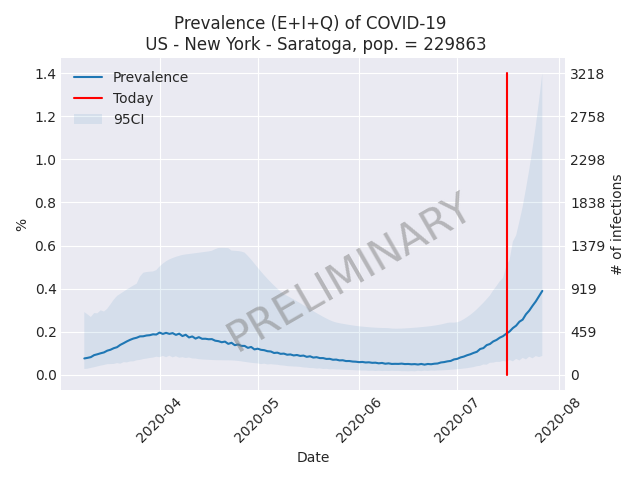 Prevalence (E+I+Q) of COVID-19
US - New York - Saratoga, pop. = 229863
Prevalence
Today
95CI
PRELIMINARY
%
1.4
1.2
1.0
0.8
0.6
0.4
0.2
0.0
3218
2758
2298
1838
1379
919
459
0
# of infections
2020-04
2020-05
2020-06
2020-07
2020-08
Date